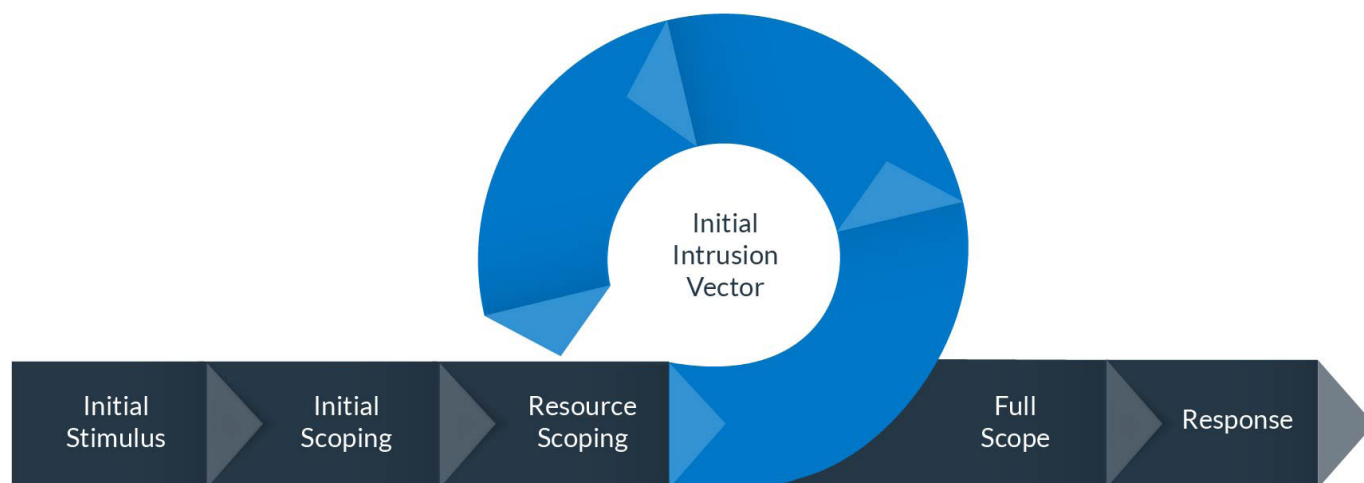 Initial
Intrusion
Vector
Initial
Stimulus
Initial
Scoping
Resource
Scoping
Full
Scope
Response